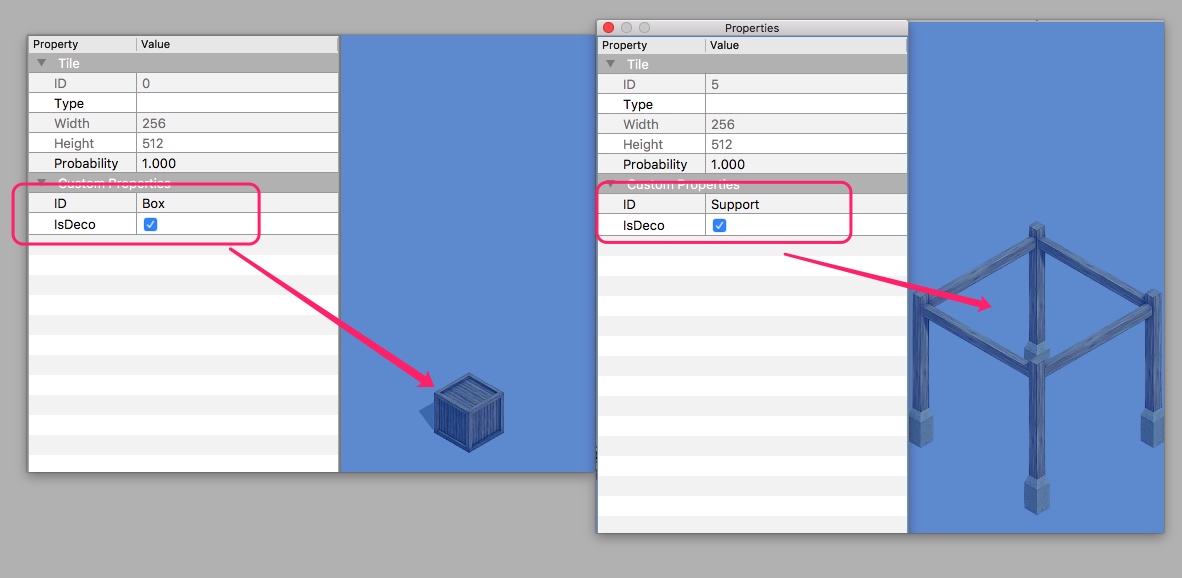 Property Value
Tile
ID 0
Type
Width 256
Height 512
Probability 1.000
Custom Properties
ID Box
IsDeco
Properties
Property Value
Tile
ID 5
Type
Width 256
Height 512
Probability 1.000
Custom Properties
ID Support
IsDeco